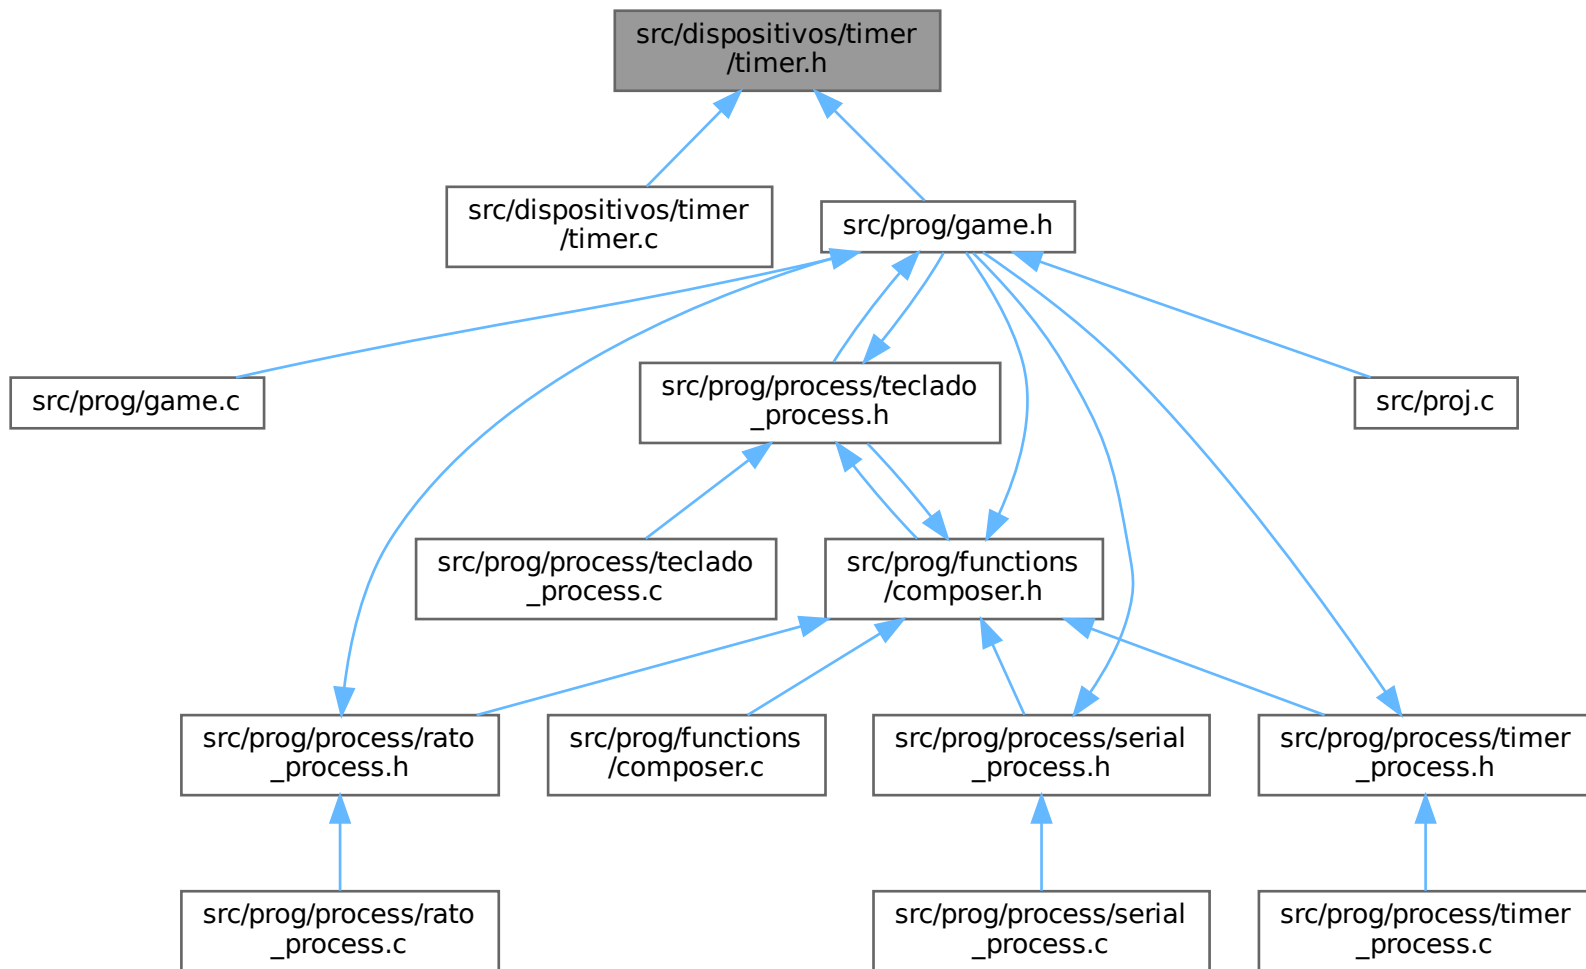 src/dispositivos/timer
/timer.h
src/dispositivos/timer
/timer.c
src/prog/game.h
src/prog/game.c
src/prog/process/teclado
_process.h
src/proj.c
src/prog/process/teclado
_process.c
src/prog/functions
/composer.h
src/prog/process/rato
_process.h
src/prog/functions
/composer.c
src/prog/process/serial
_process.h
src/prog/process/timer
_process.h
src/prog/process/rato
_process.c
src/prog/process/serial
_process.c
src/prog/process/timer
_process.c